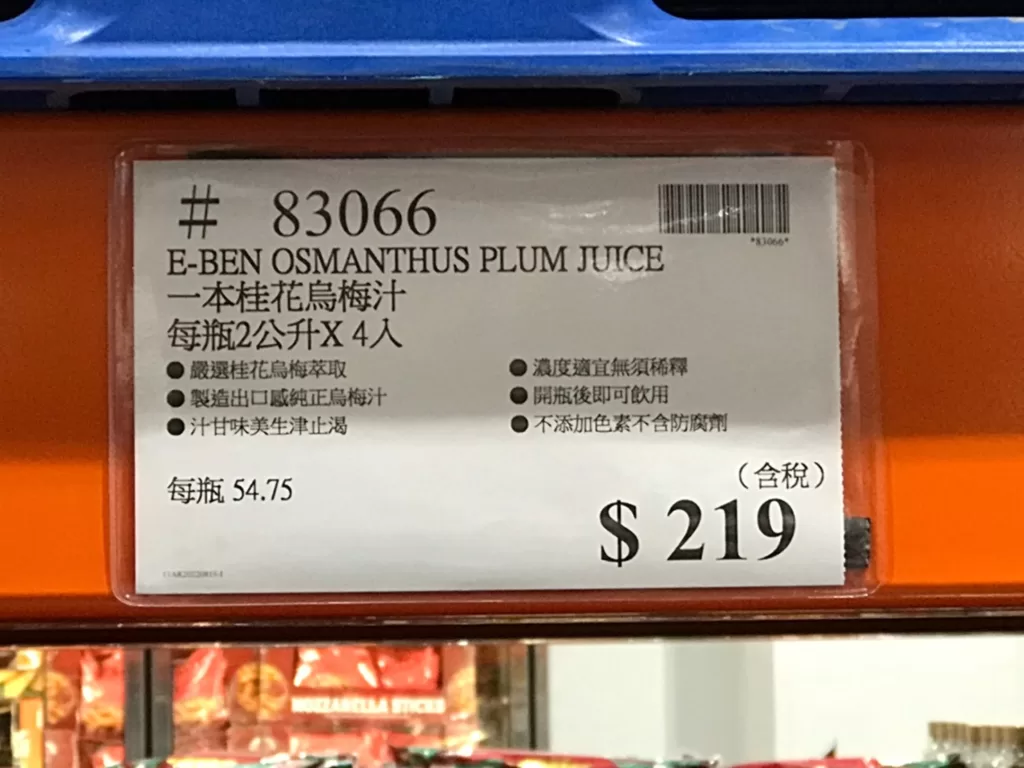 # 83066
*83066*
E-BEN OSMANTHUS PLUM JUICE
一本桂花烏梅汁
每瓶2公升X 4入
●嚴選桂花烏梅萃取
●製造出口感純正烏梅汁
●汁甘味美生津止渴
●濃度適宜無須稀釋
●開瓶後即可飲用
●不添加色素不含防腐劑
每瓶 54.75
（含稅）
$ 219
MOZZARELLA STICKS